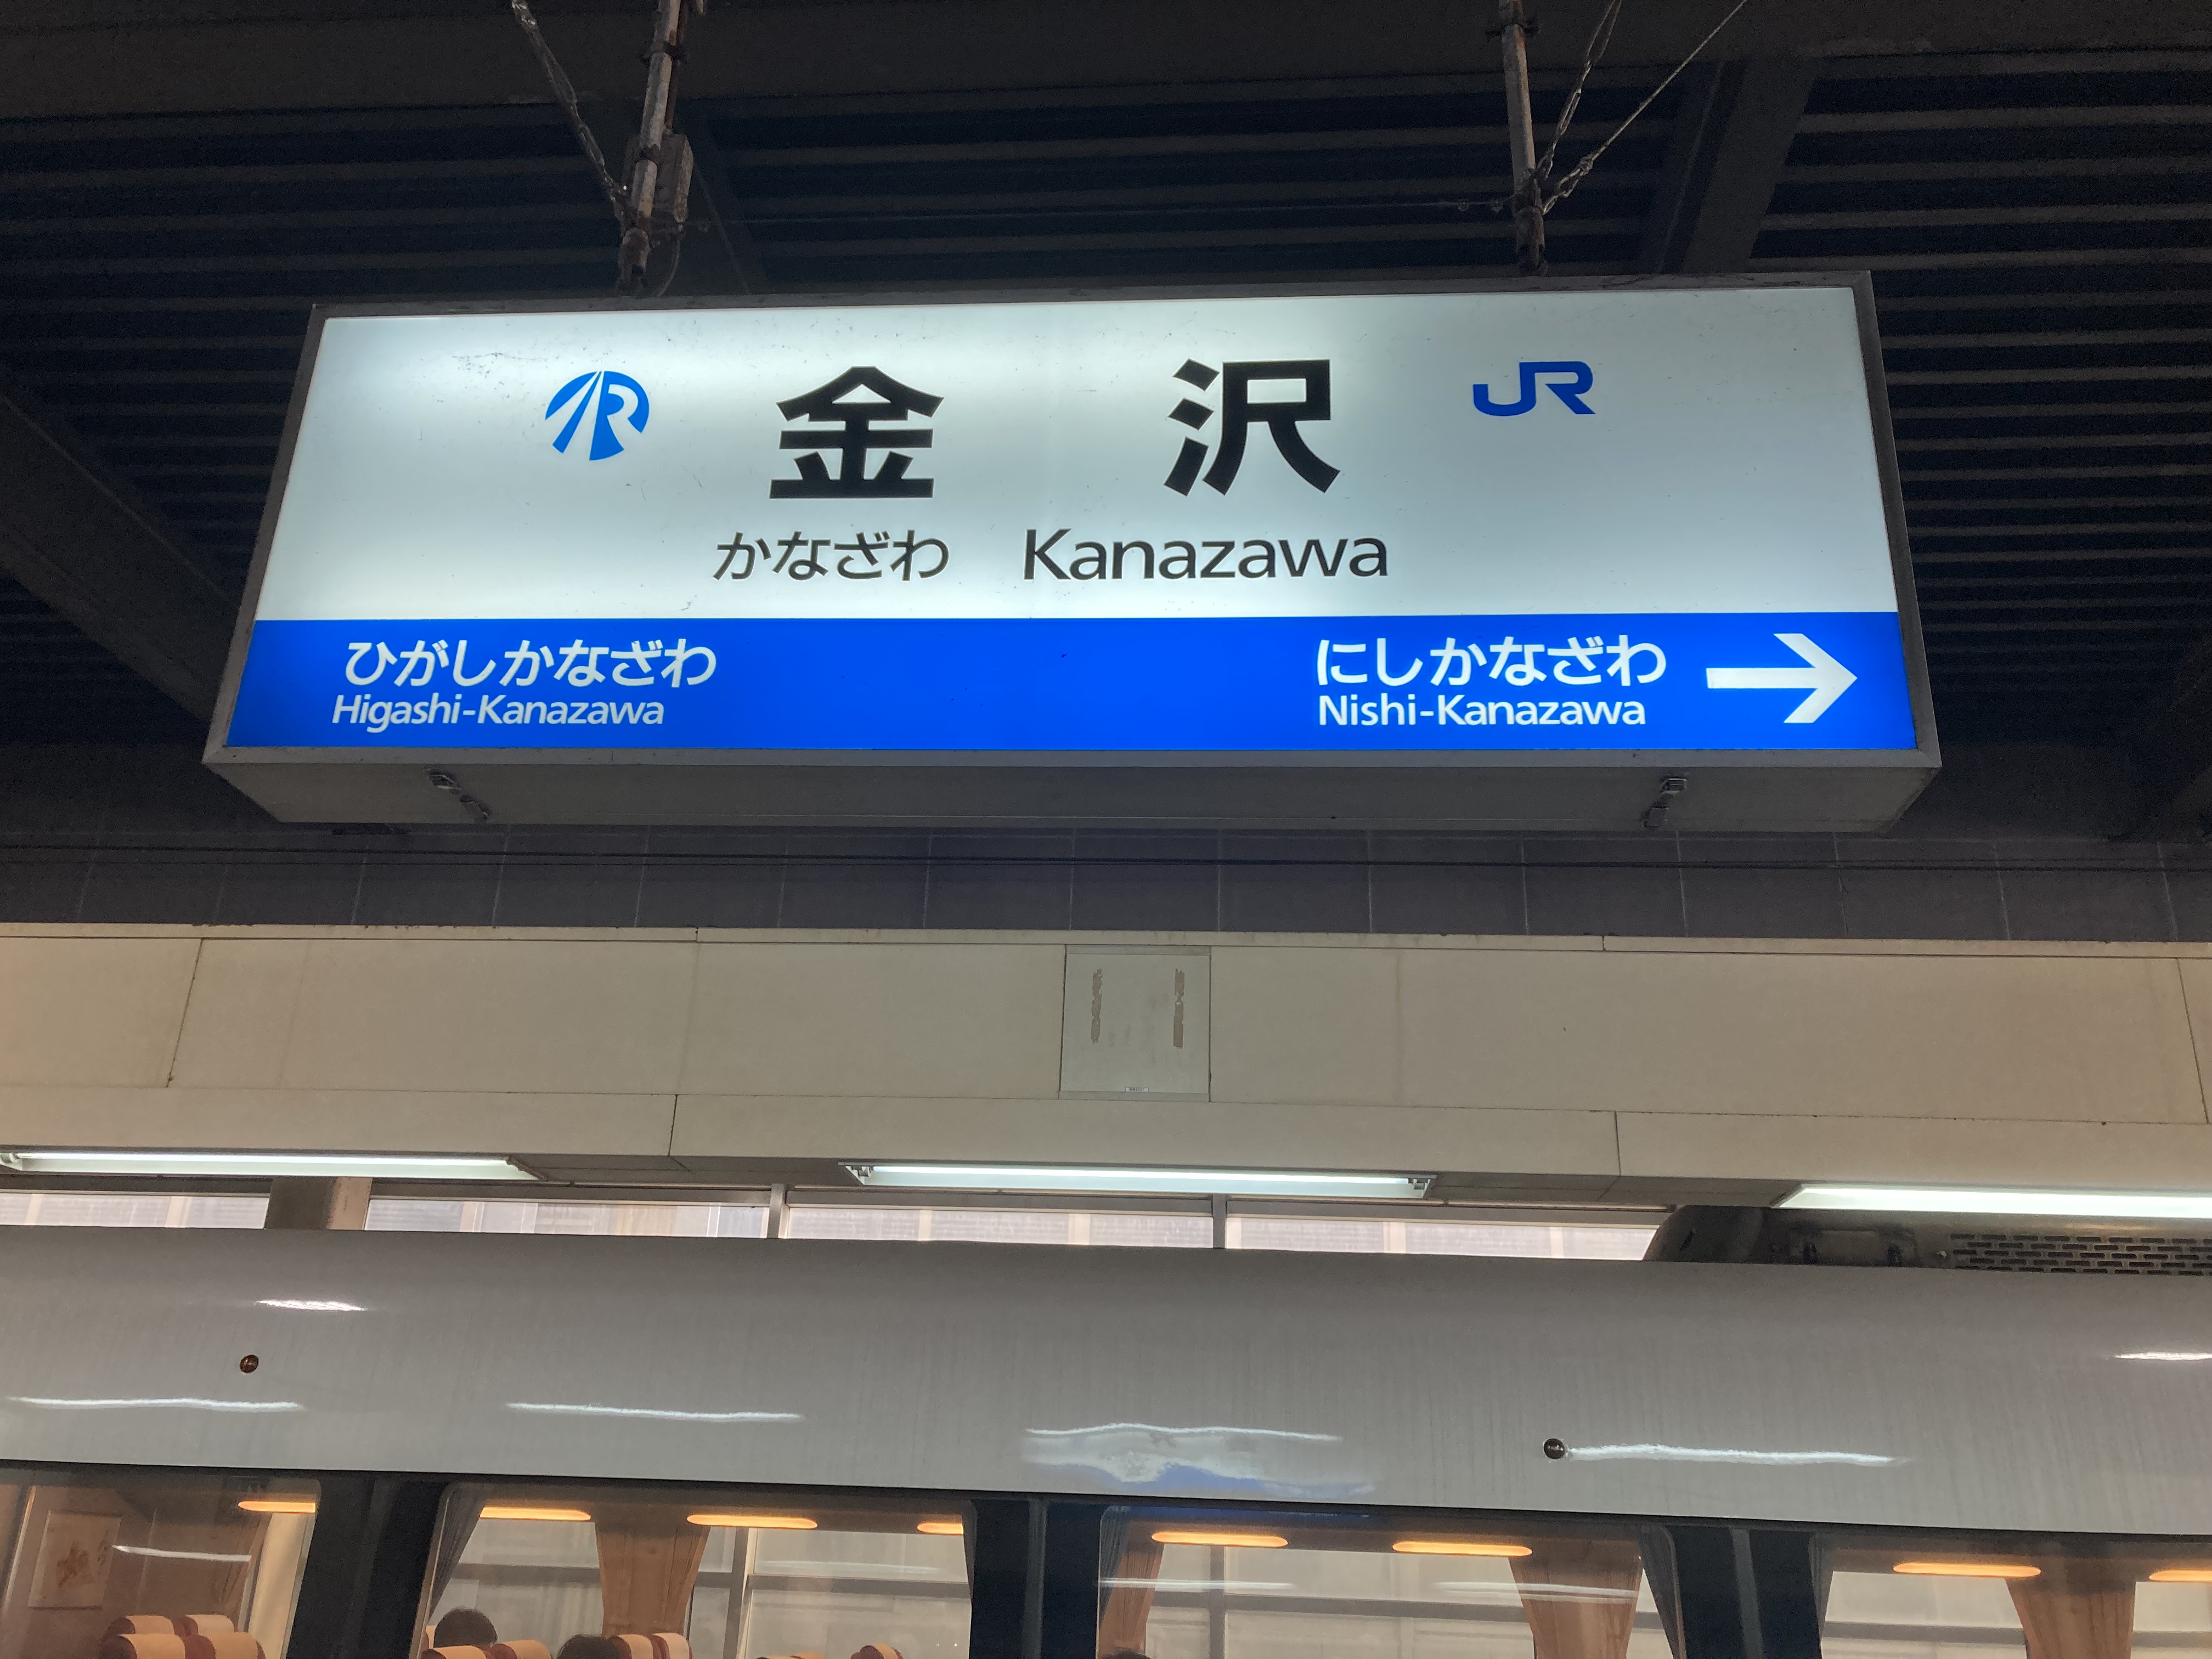 金沢 JR
かなざわ Kanazawa
ひがしかなざわ
Higashi-Kanazawa
にしかなざわ
Nishi-Kanazawa